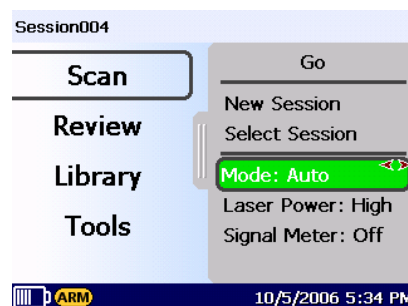 Session004
Scan
Review
Library
Tools
Go
New Session
Select Session
Mode: Auto
Laser Power: High
Signal Meter: Off
ARM
10/5/2006 5:34 PM